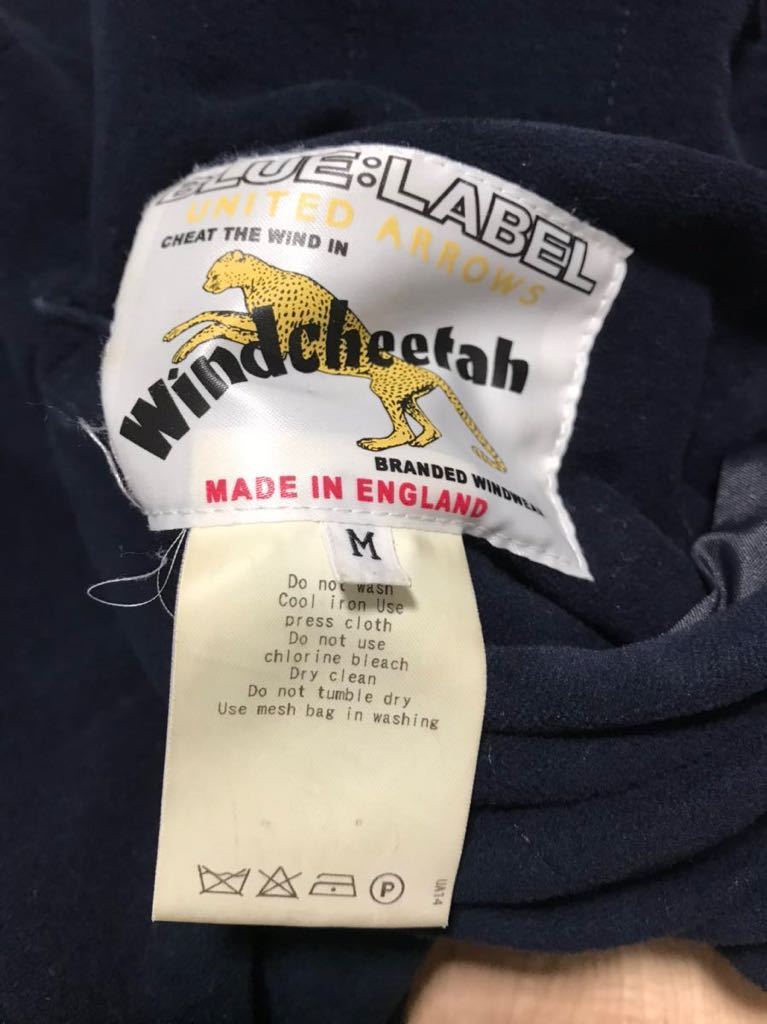 BLUE:LABEL
UNITED ARROWS
CHEAT THE WIND IN
Windcheetah
BRANDED WINDWEAR
MADE IN ENGLAND
M
Do not wash
Cool iron Use
press cloth
Do not use
chlorine bleach
Dry clean
Do not tumble dry
Use mesh bag in washing
P
UA14